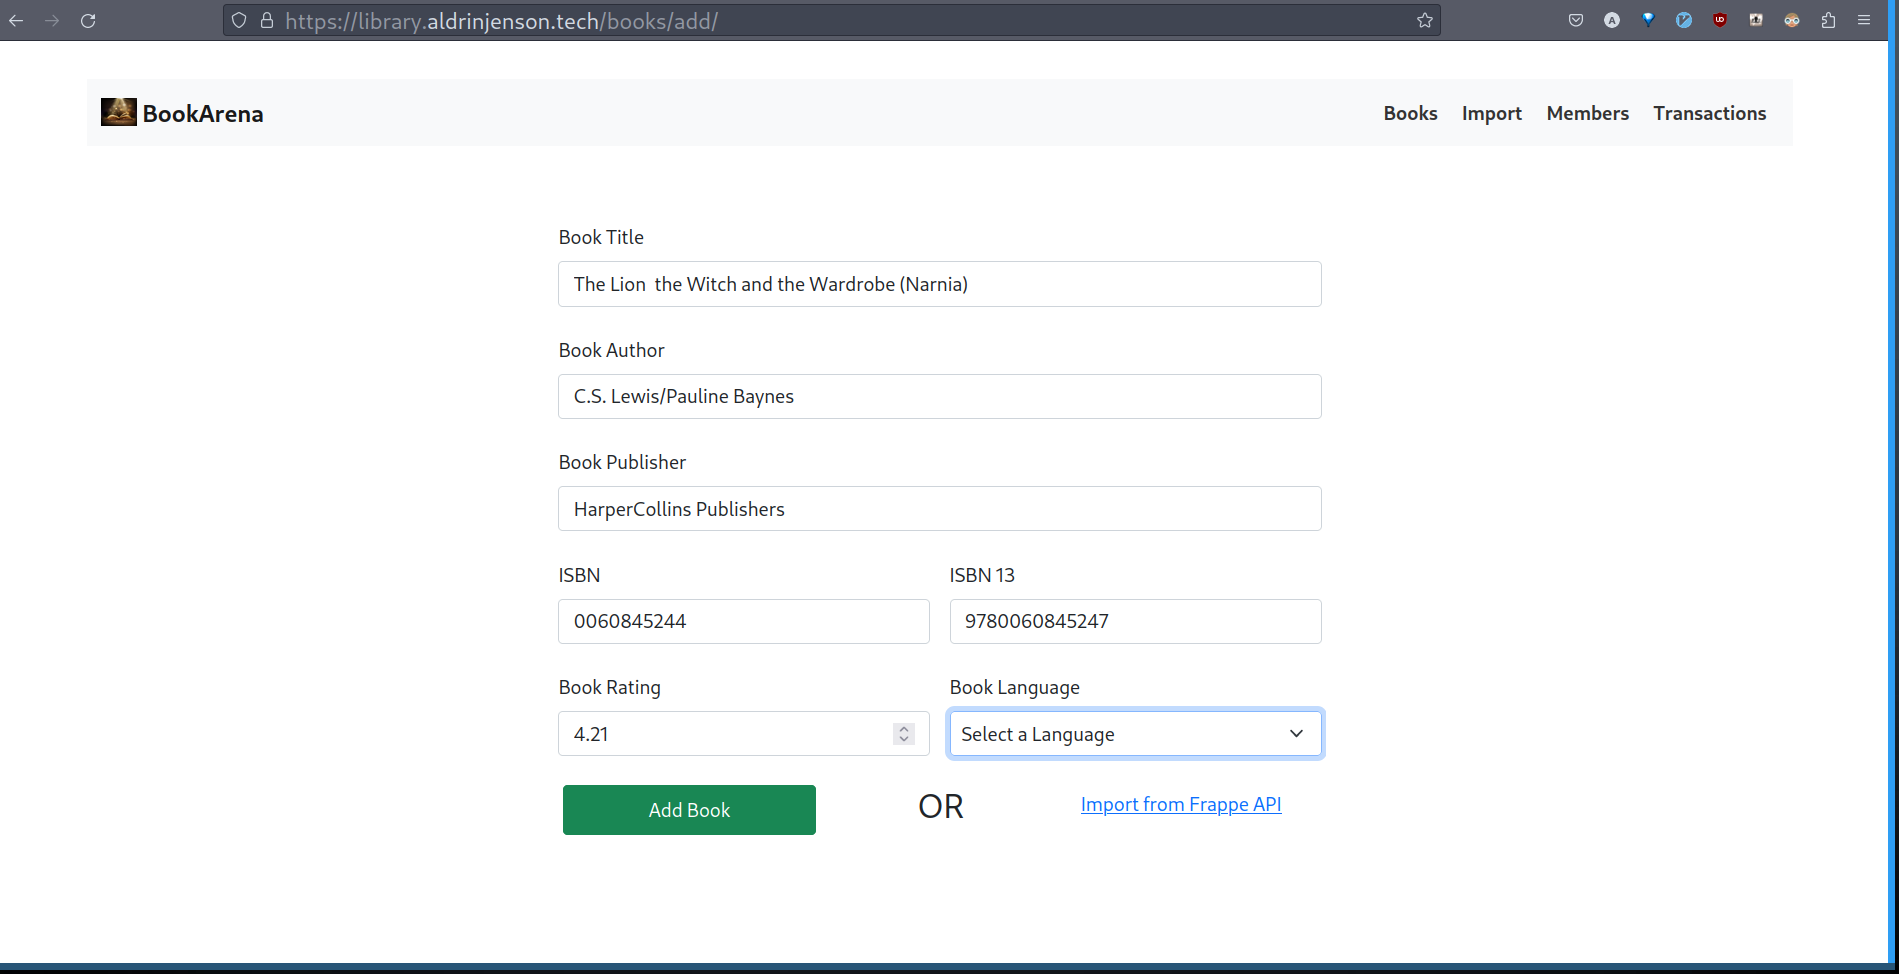 https://library.aldrinjenson.tech/books/add/
BookArena
Books Import Members Transactions
Book Title
The Lion  the Witch and the Wardrobe (Narnia)
Book Author
C.S. Lewis/Pauline Baynes
Book Publisher
HarperCollins Publishers
ISBN ISBN 13
0060845244 9780060845247
Book Rating Book Language
4.21 Select a Language
Add Book OR Import from Frappe API